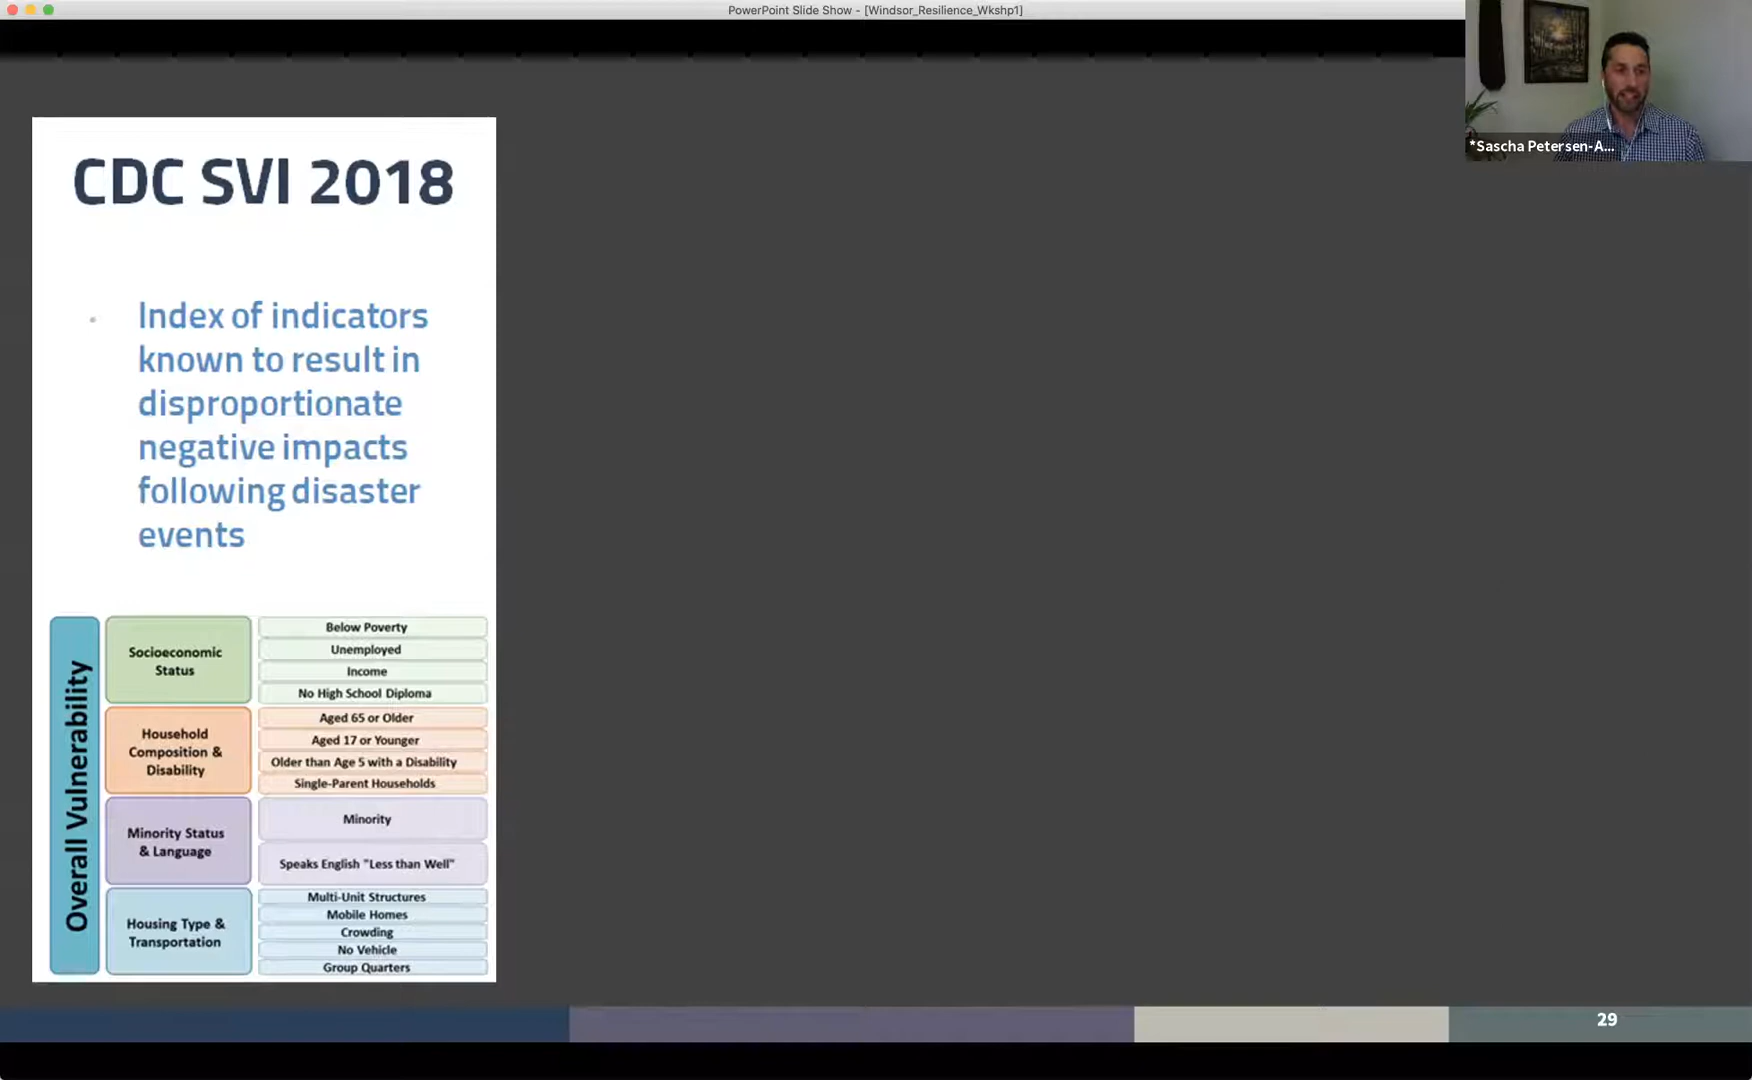 PowerPoint Slide Show - [Windsor_Resilience_Wkshp1]
*Sascha Petersen-A...
CDC SVI 2018
Index of indicators
known to result in
disproportionate
negative impacts
following disaster
events
Overall Vulnerability
Socioeconomic
Status
Below Poverty
Unemployed
Income
No High School Diploma
Household
Composition &
Disability
Aged 65 or Older
Aged 17 or Younger
Older than Age 5 with a Disability
Single-Parent Households
Minority Status
& Language
Minority
Speaks English "Less than Well"
Housing Type &
Transportation
Multi-Unit Structures
Mobile Homes
Crowding
No Vehicle
Group Quarters
29